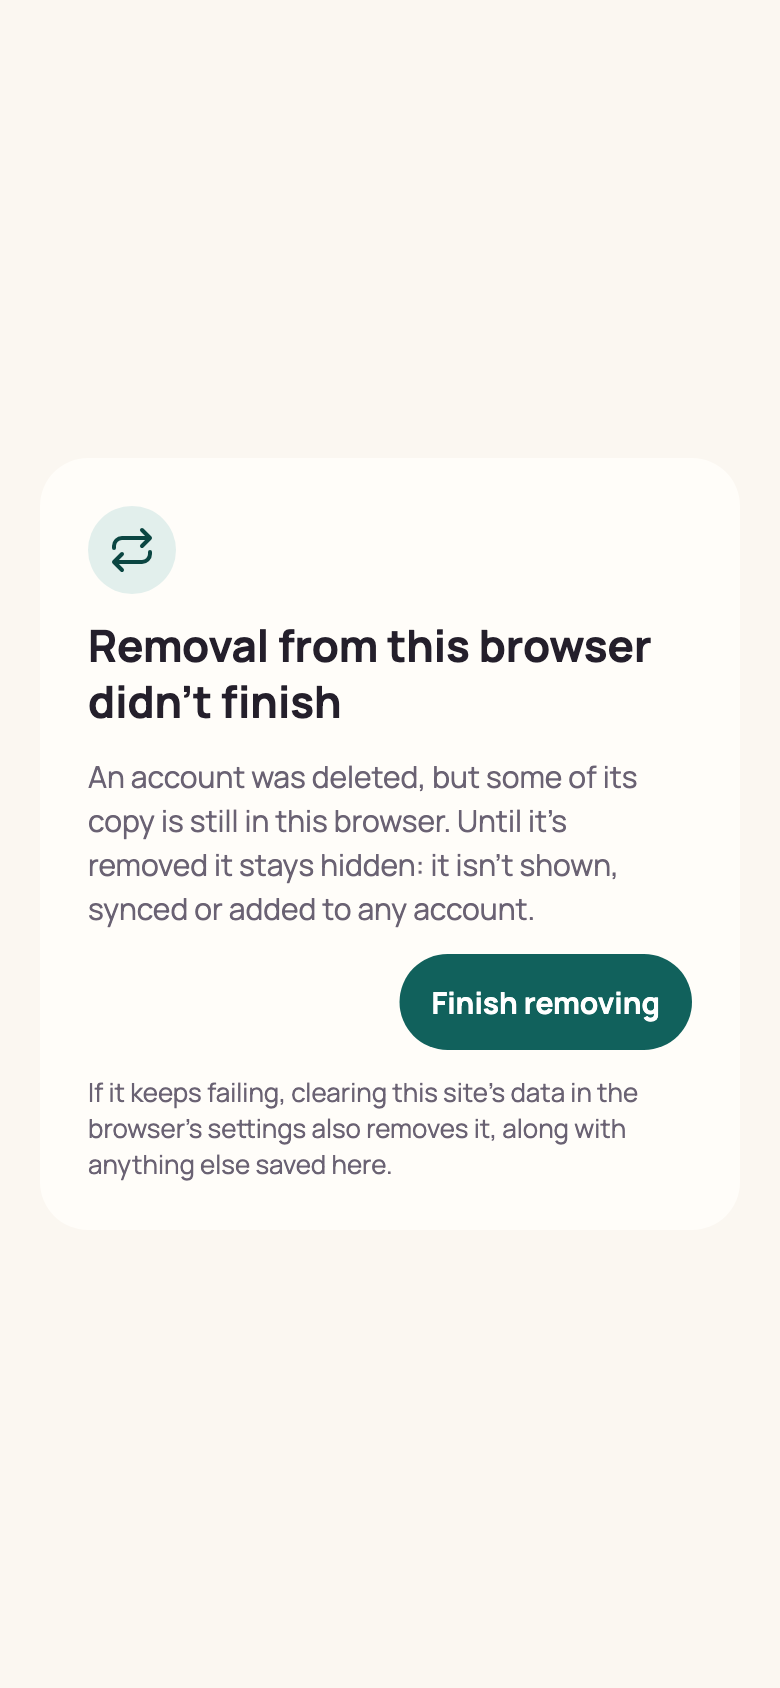 Removal from this browser
didn’t finish
An account was deleted, but some of its
copy is still in this browser. Until it’s
removed it stays hidden: it isn’t shown,
synced or added to any account.
Finish removing
If it keeps failing, clearing this site’s data in the
browser’s settings also removes it, along with
anything else saved here.